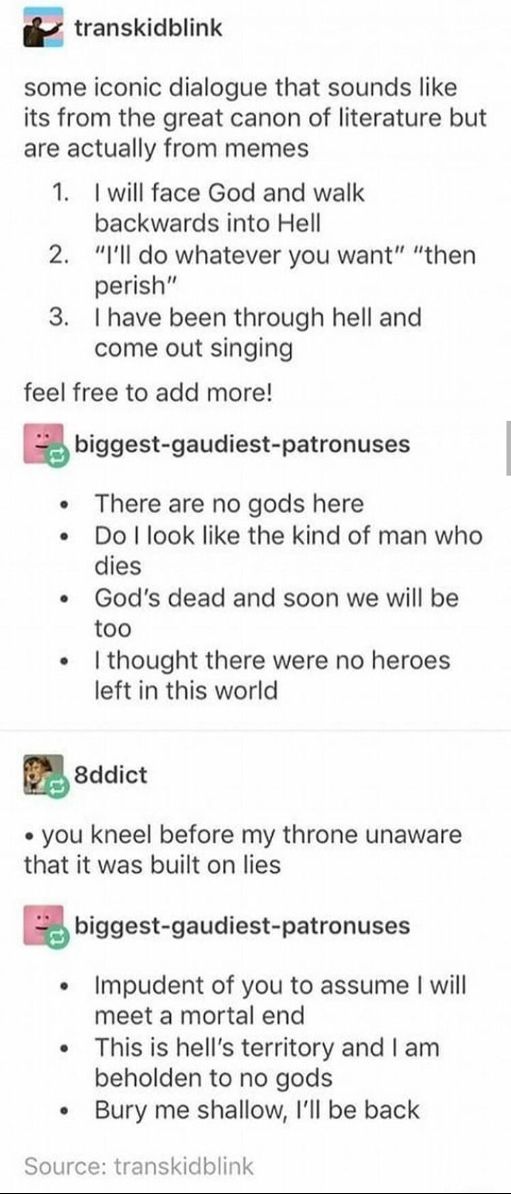 transkidblink
some iconic dialogue that sounds like
its from the great canon of literature but
are actually from memes
1. I will face God and walk
backwards into Hell
2. "I'll do whatever you want" "then
perish"
3. I have been through hell and
come out singing
feel free to add more!
biggest-gaudiest-patronuses
• There are no gods here
• Do I look like the kind of man who
dies
• God's dead and soon we will be
too
• I thought there were no heroes
left in this world
8ddict
• you kneel before my throne unaware
that it was built on lies
biggest-gaudiest-patronuses
• Impudent of you to assume I will
meet a mortal end
• This is hell's territory and I am
beholden to no gods
• Bury me shallow, I'll be back
Source: transkidblink